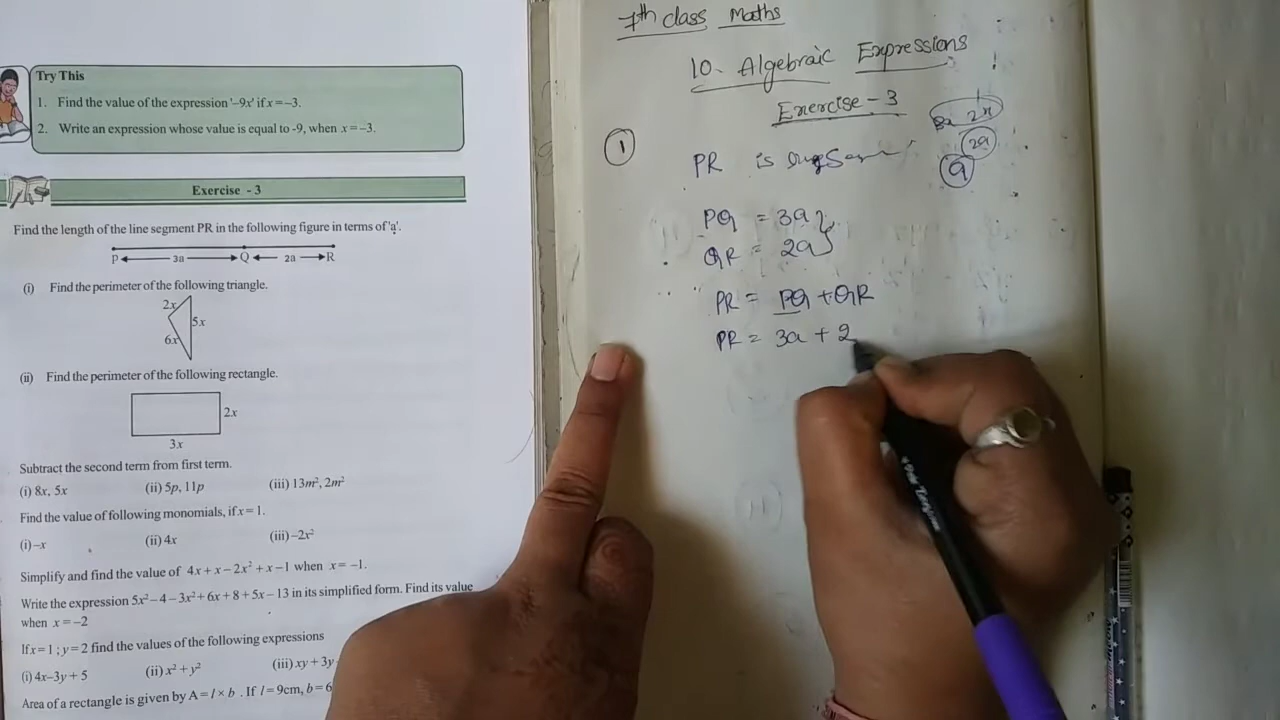 Try This
1. Find the value of the expression '–9x' if x = –3.
2. Write an expression whose value is equal to -9, when x = –3.
Exercise - 3
Find the length of the line segment PR in the following figure in terms of 'a'.
P 3a Q 2a R
(i) Find the perimeter of the following triangle.
2x
5x
6x
(ii) Find the perimeter of the following rectangle.
2x
3x
Subtract the second term from first term.
(i) 8x, 5x (ii) 5p, 11p (iii) 13m², 2m²
Find the value of following monomials, if x = 1.
(i) –x (ii) 4x (iii) –2x²
Simplify and find the value of 4x + x – 2x² + x – 1 when x = –1.
Write the expression 5x² – 4 – 3x² + 6x + 8 + 5x – 13 in its simplified form. Find its value
when x = –2
If x = 1 ; y = 2 find the values of the following expressions
(i) 4x–3y + 5 (ii) x² + y² (iii) xy + 3y
Area of a rectangle is given by A = l × b . If l = 9cm, b = 6
7th class Maths
10. Algebraic Expressions
Exercise - 3
2x
2a
a
1
PR is
PQ = 3a
QR = 2a
PR = PQ + QR
PR = 3a + 2